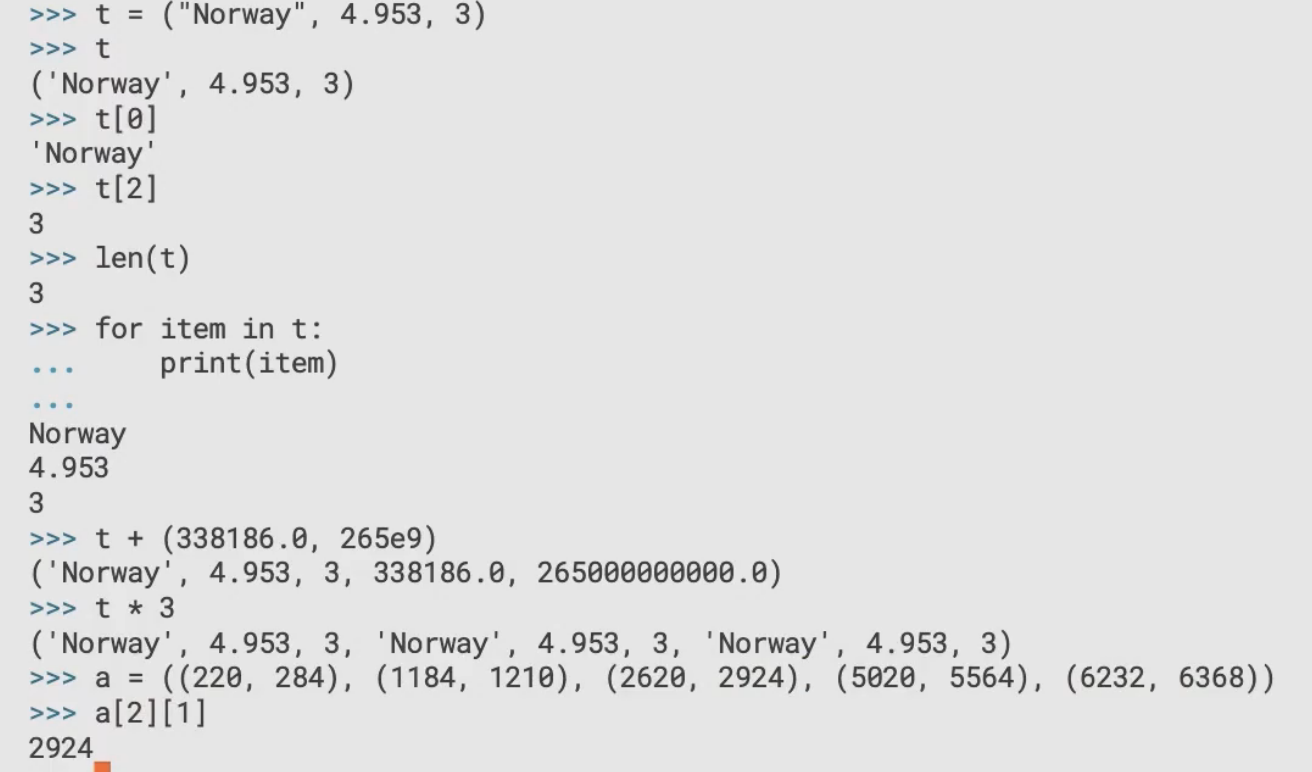 >>> t = ("Norway", 4.953, 3)
>>> t
('Norway', 4.953, 3)
>>> t[0]
'Norway'
>>> t[2]
3
>>> len(t)
3
>>> for item in t:
...     print(item)
...
Norway
4.953
3
>>> t + (338186.0, 265e9)
('Norway', 4.953, 3, 338186.0, 265000000000.0)
>>> t * 3
('Norway', 4.953, 3, 'Norway', 4.953, 3, 'Norway', 4.953, 3)
>>> a = ((220, 284), (1184, 1210), (2620, 2924), (5020, 5564), (6232, 6368))
>>> a[2][1]
2924